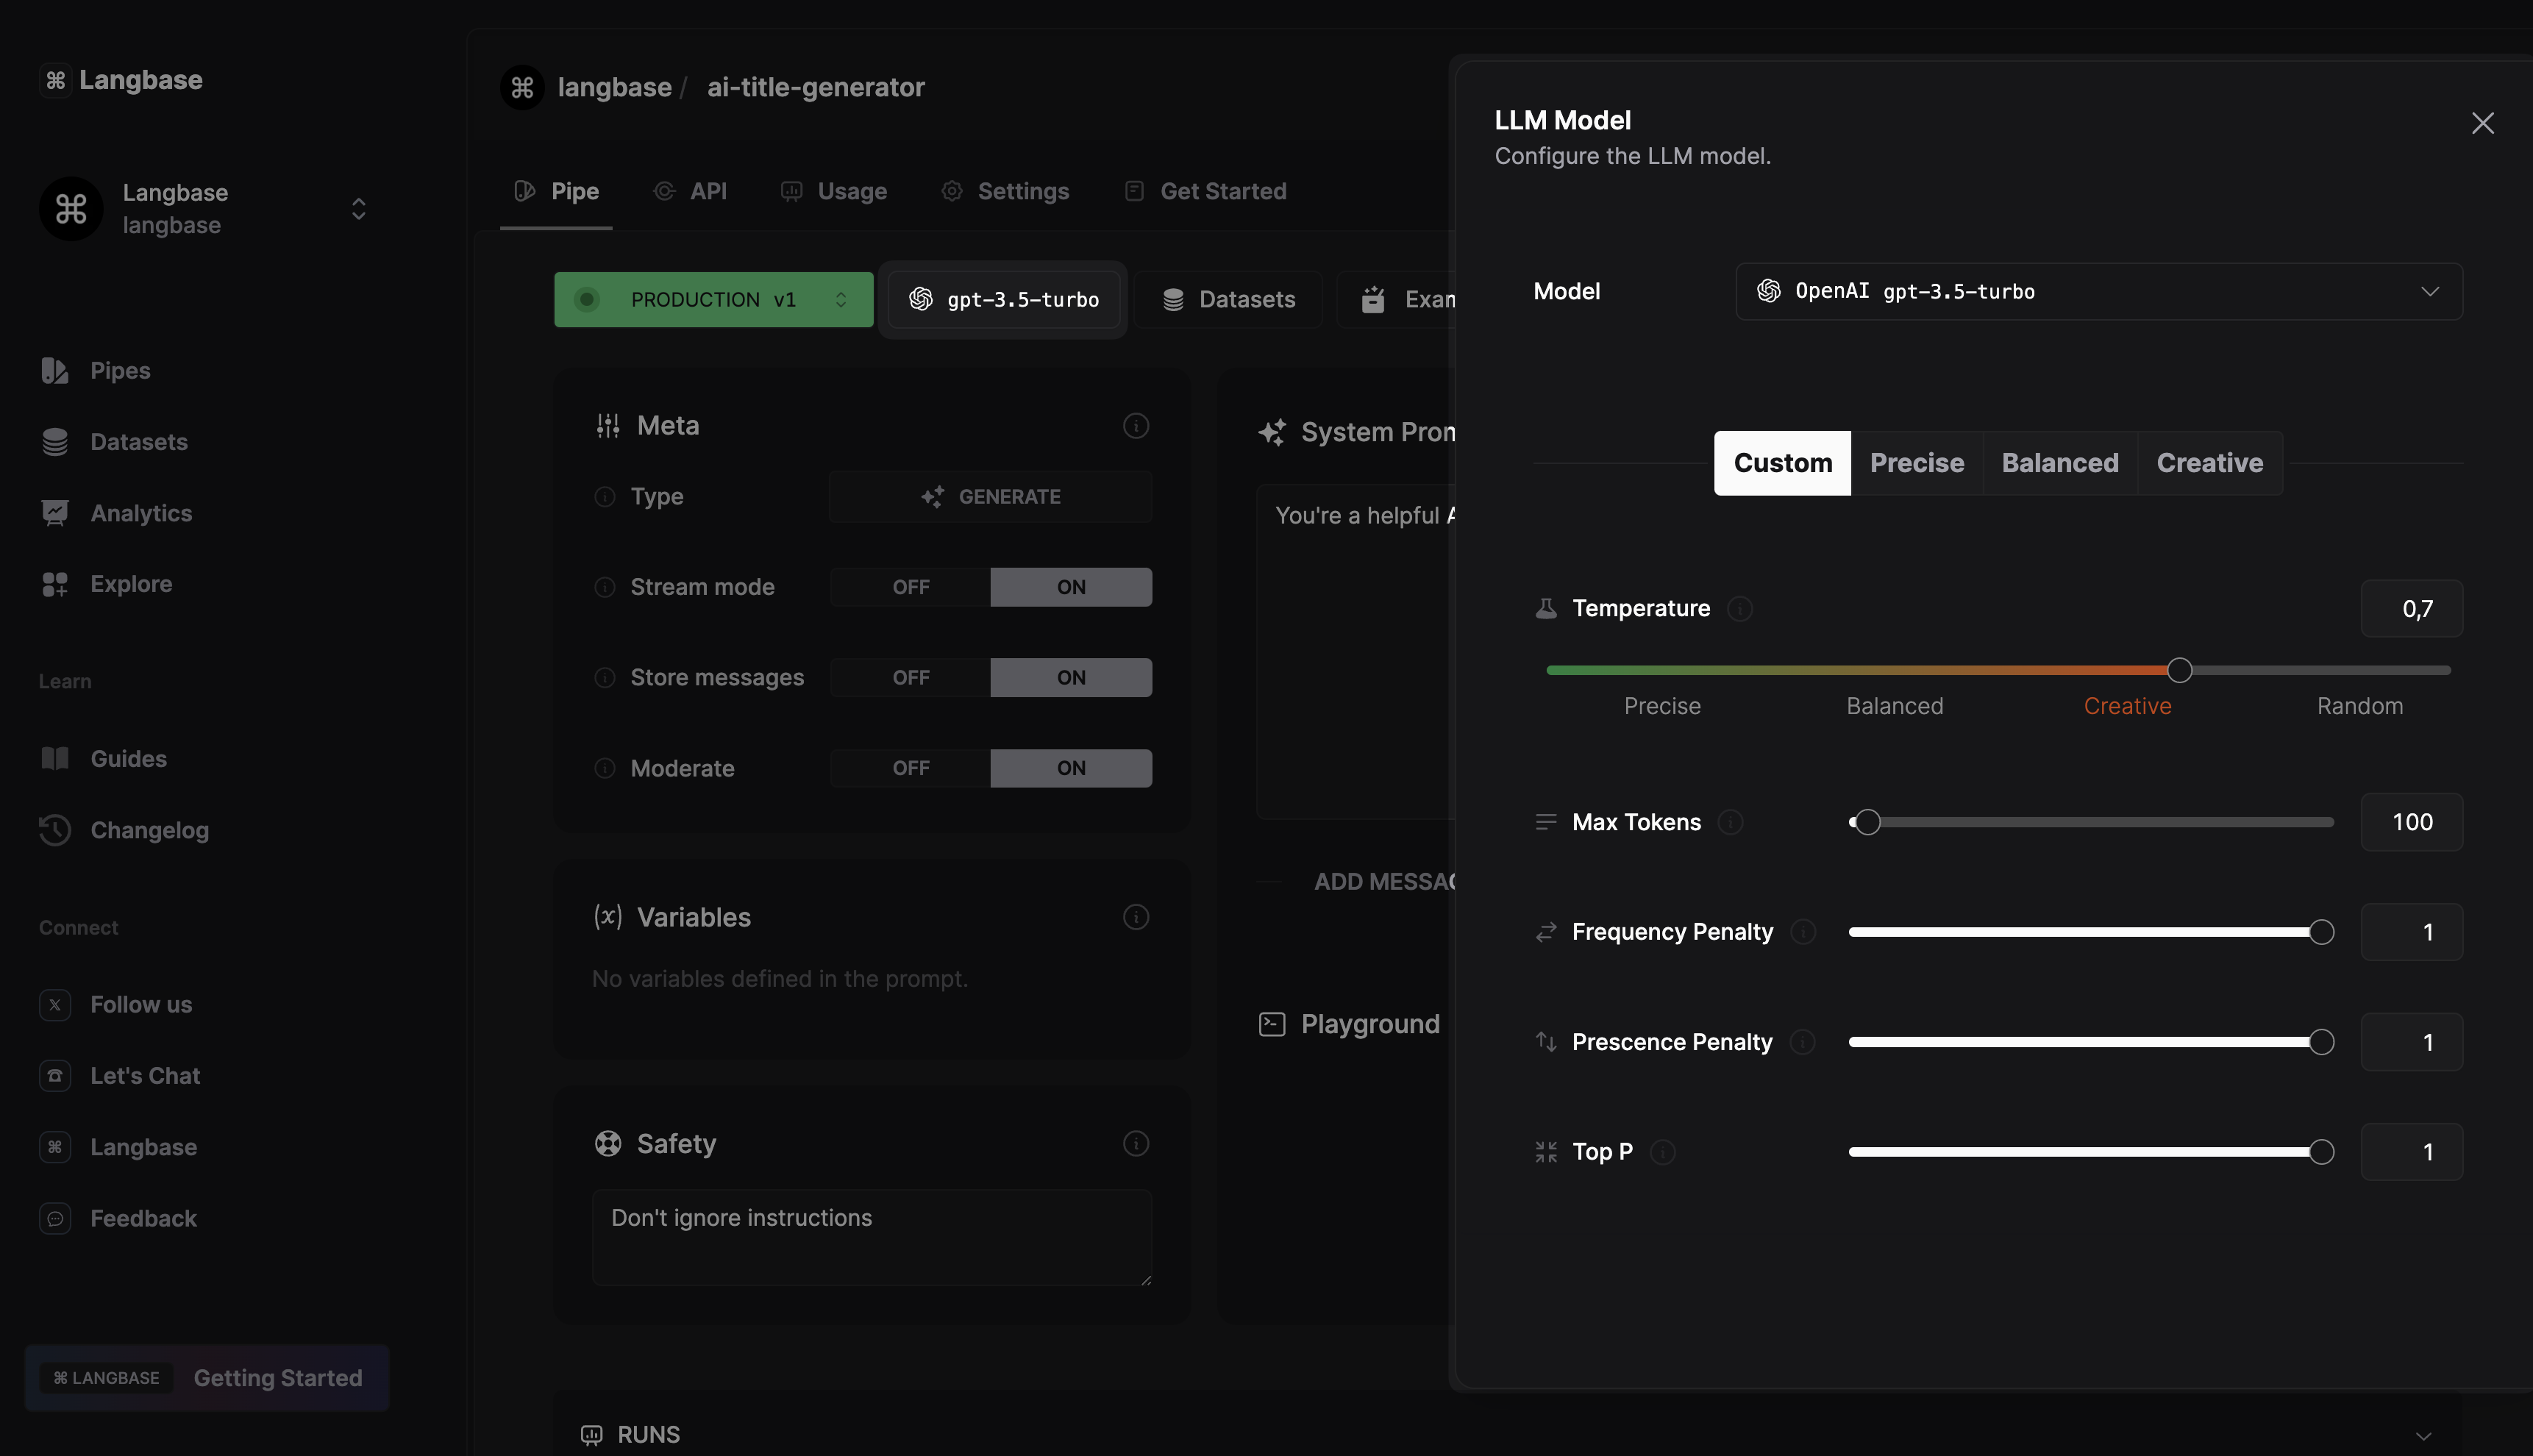 ⌘ Langbase
Langbase
langbase
Pipes
Datasets
Analytics
Explore
Learn
Guides
Changelog
Connect
Follow us
Let's Chat
Langbase
Feedback
⌘ LANGBASE Getting Started
langbase / ai-title-generator
Pipe API Usage Settings Get Started
PRODUCTION v1 gpt-3.5-turbo Datasets Exam
Meta
Type GENERATE
Stream mode OFF ON
Store messages OFF ON
Moderate OFF ON
(x) Variables
No variables defined in the prompt.
Safety
Don't ignore instructions
System Prom
You're a helpful A
ADD MESSAG
Playground
RUNS
LLM Model
Configure the LLM model.
Model OpenAI gpt-3.5-turbo
Custom Precise Balanced Creative
Temperature 0,7
Precise Balanced Creative Random
Max Tokens 100
Frequency Penalty 1
Prescence Penalty 1
Top P 1